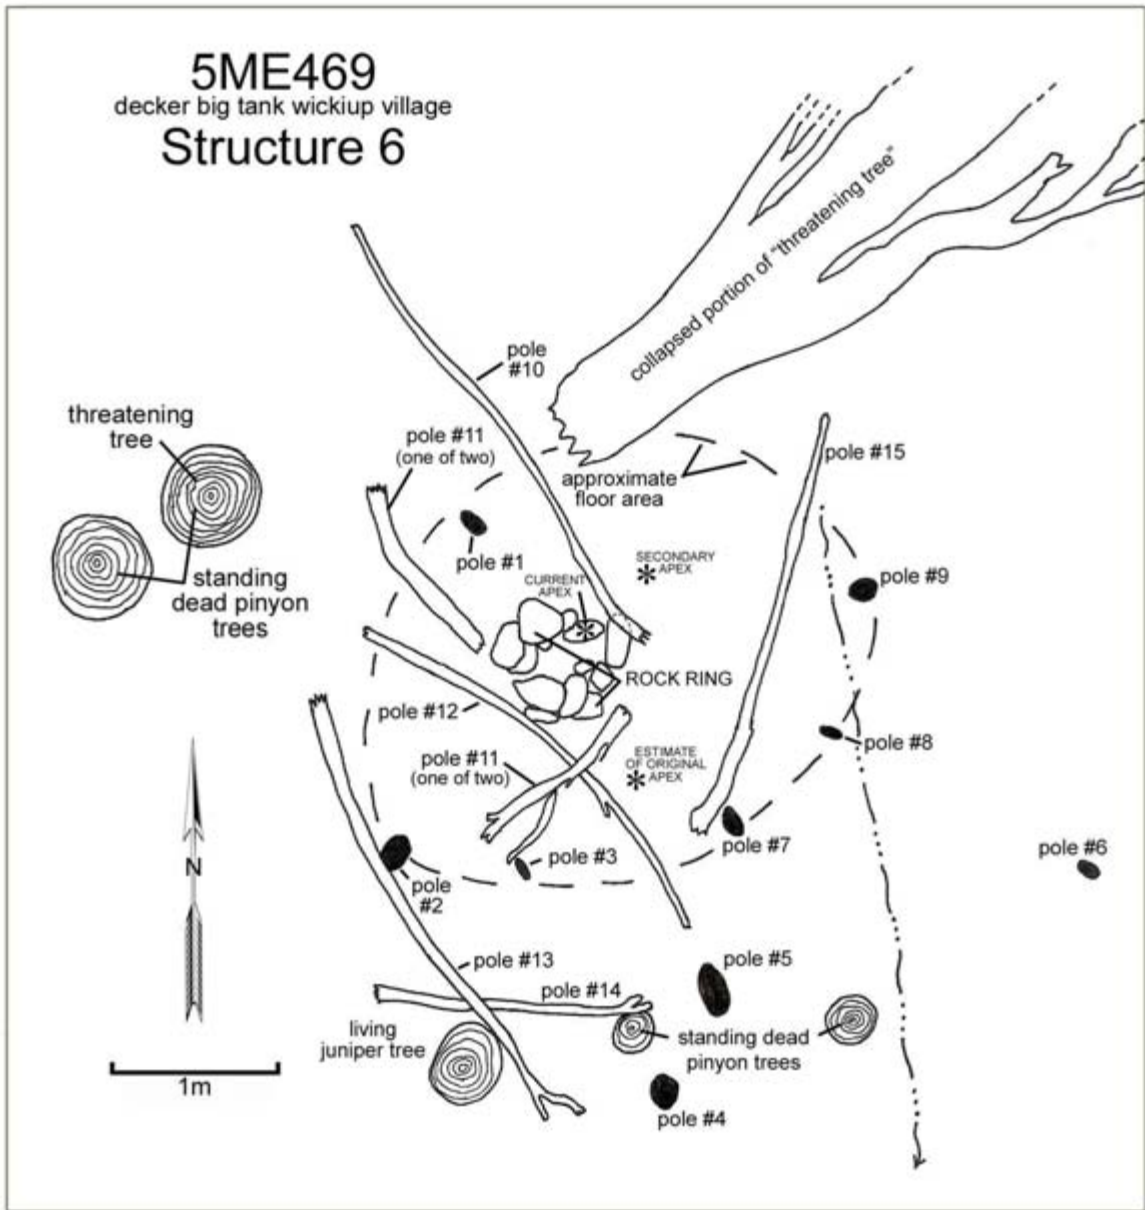 5ME469
decker big tank wickiup village
Structure 6
collapsed portion of "threatening tree"
pole
#10
threatening
tree
pole #11
(one of two)
pole #15
approximate
floor area
pole #1
SECONDARY
APEX
CURRENT
APEX
pole #9
standing
dead pinyon
trees
ROCK RING
pole #12
pole #8
pole #11
(one of two)
ESTIMATE
OF ORIGINAL
APEX
pole #7
pole #3
pole #6
pole
#2
N
pole #13
pole #5
pole #14
living
juniper tree
standing dead
pinyon trees
1m
pole #4